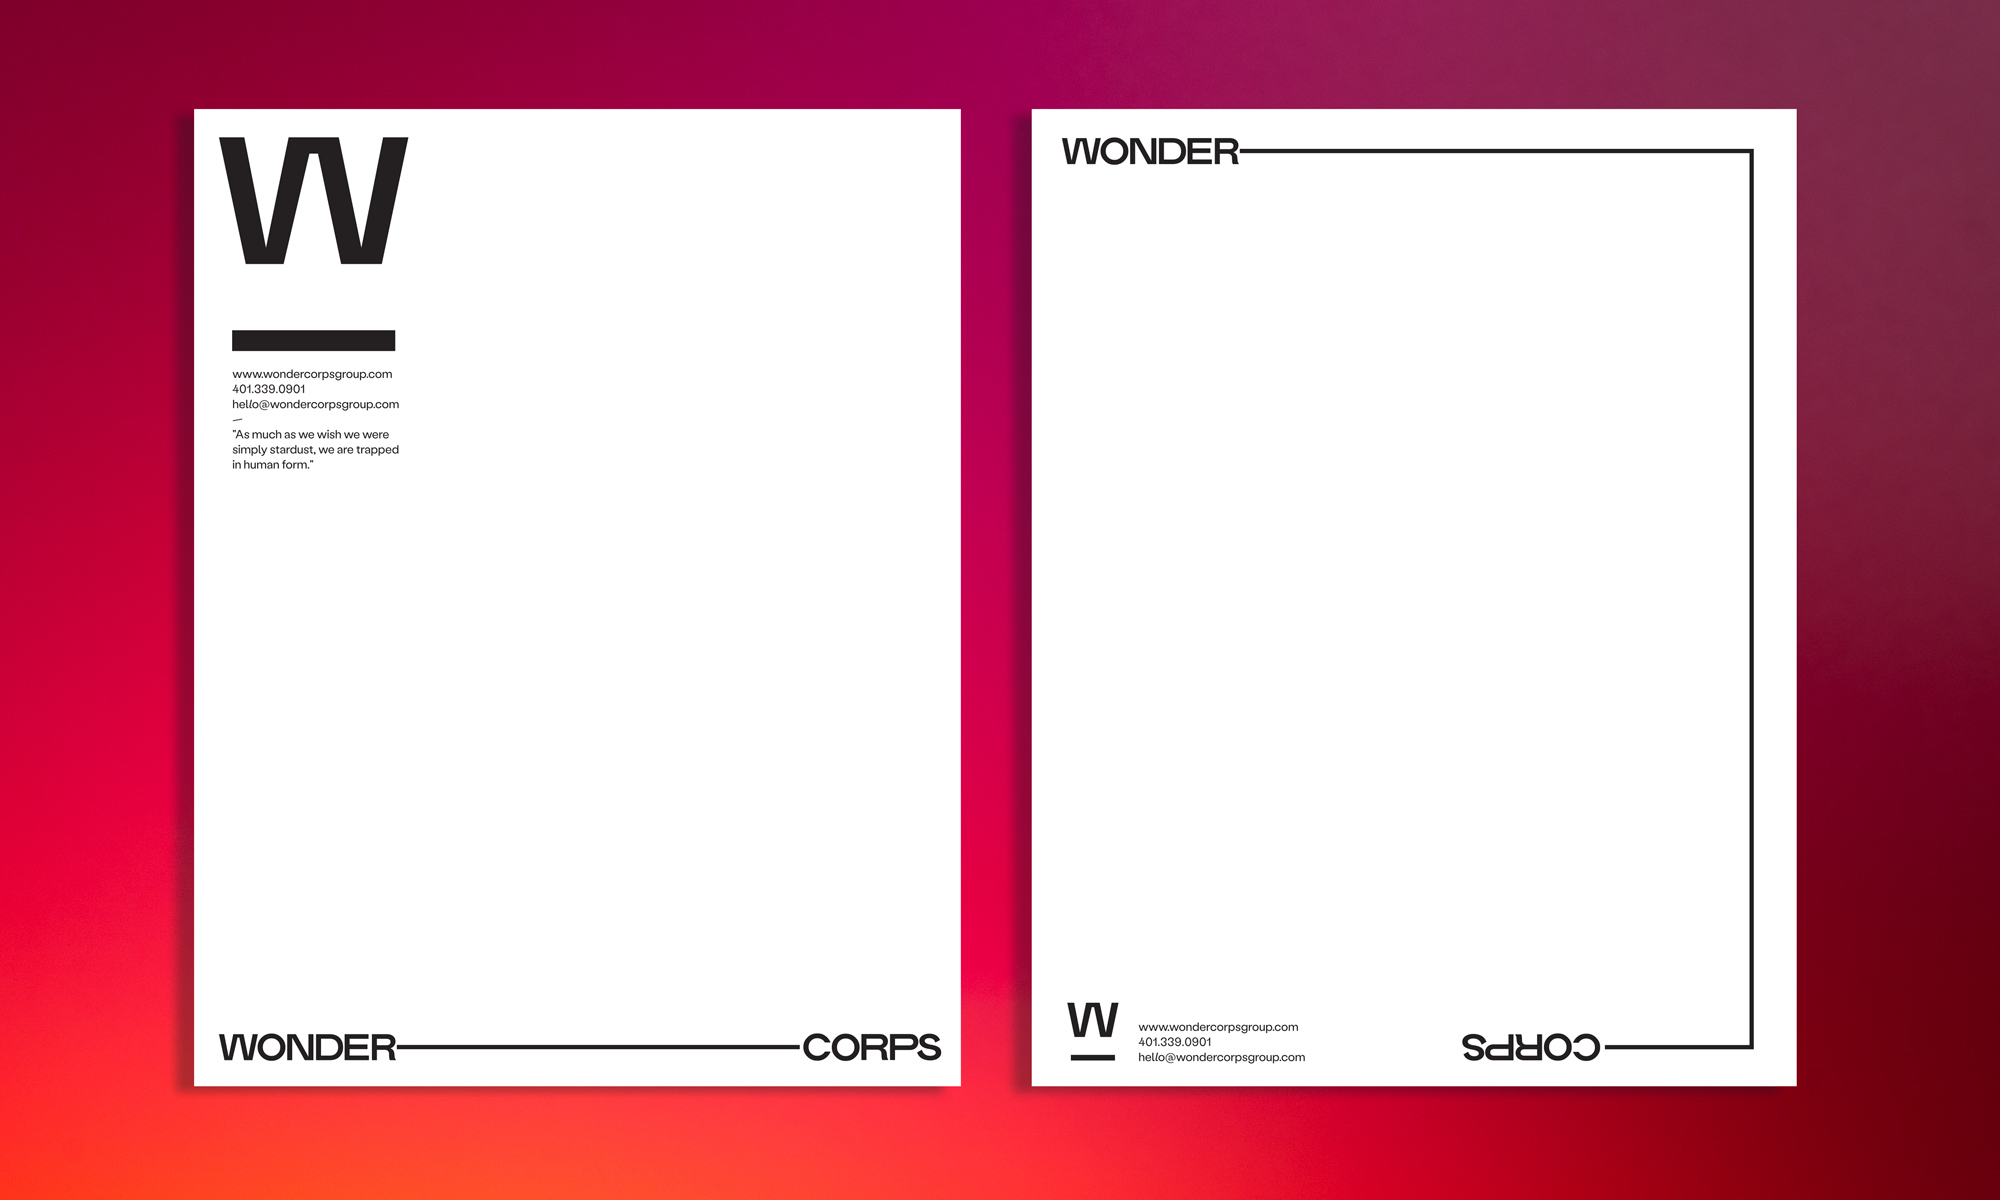 W
www.wondercorpsgroup.com
401.339.0901
hello@wondercorpsgroup.com
—
"As much as we wish we were
simply stardust, we are trapped
in human form."
WONDER CORPS
WONDER
W
www.wondercorpsgroup.com
401.339.0901
hello@wondercorpsgroup.com
CORPS